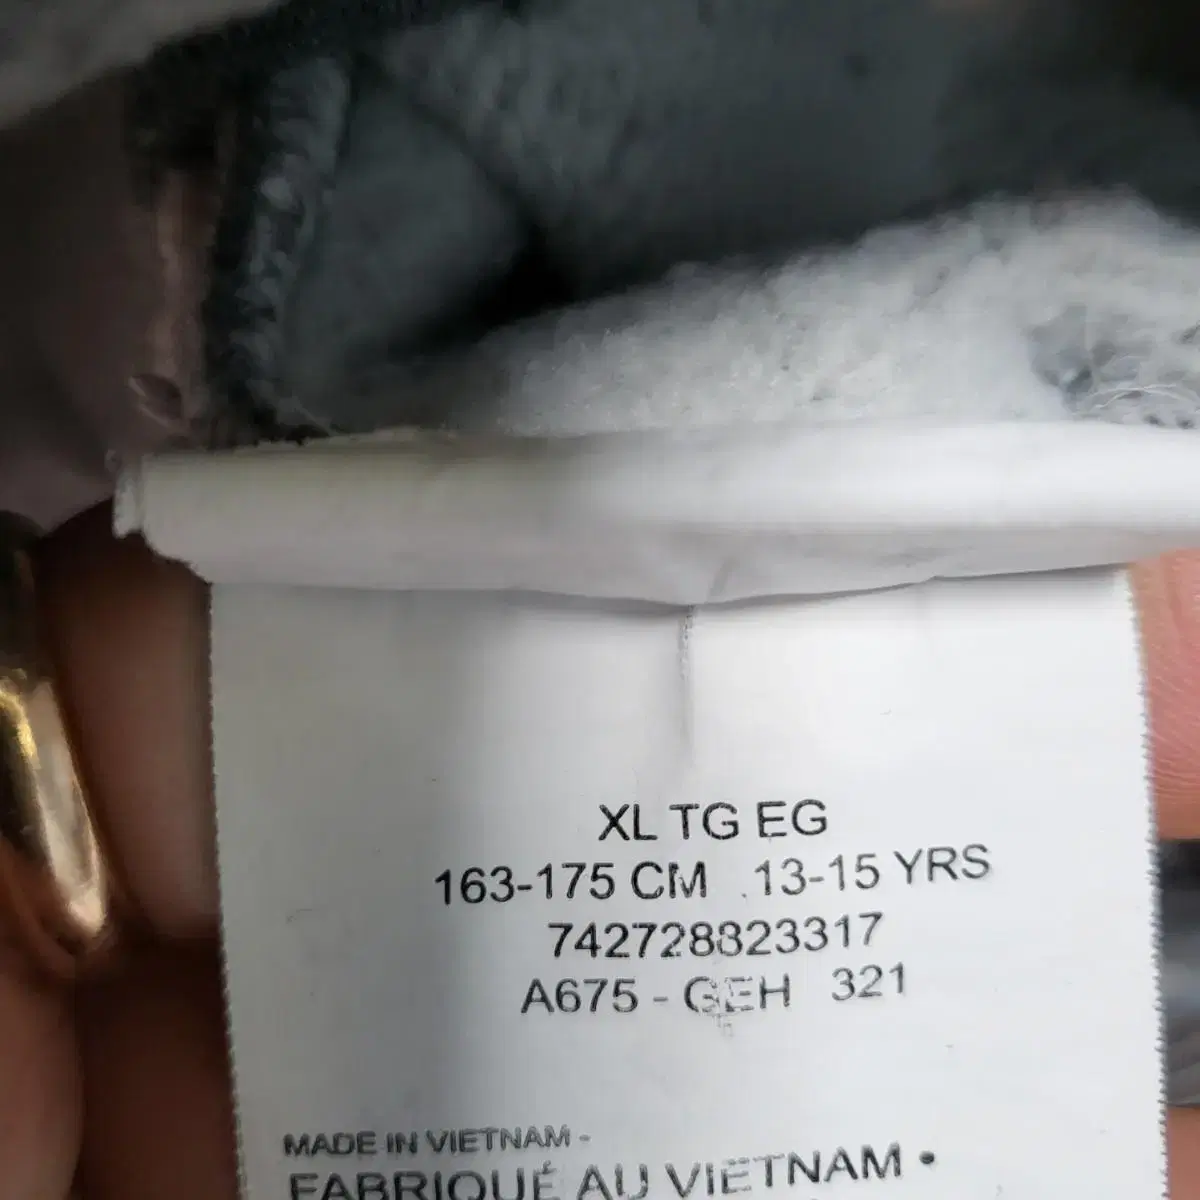 XL TG EG
163-175 CM 13-15 YRS
742728823317
A675 - GEH 321
MADE IN VIETNAM -
FABRIQUÉ AU VIETNAM •